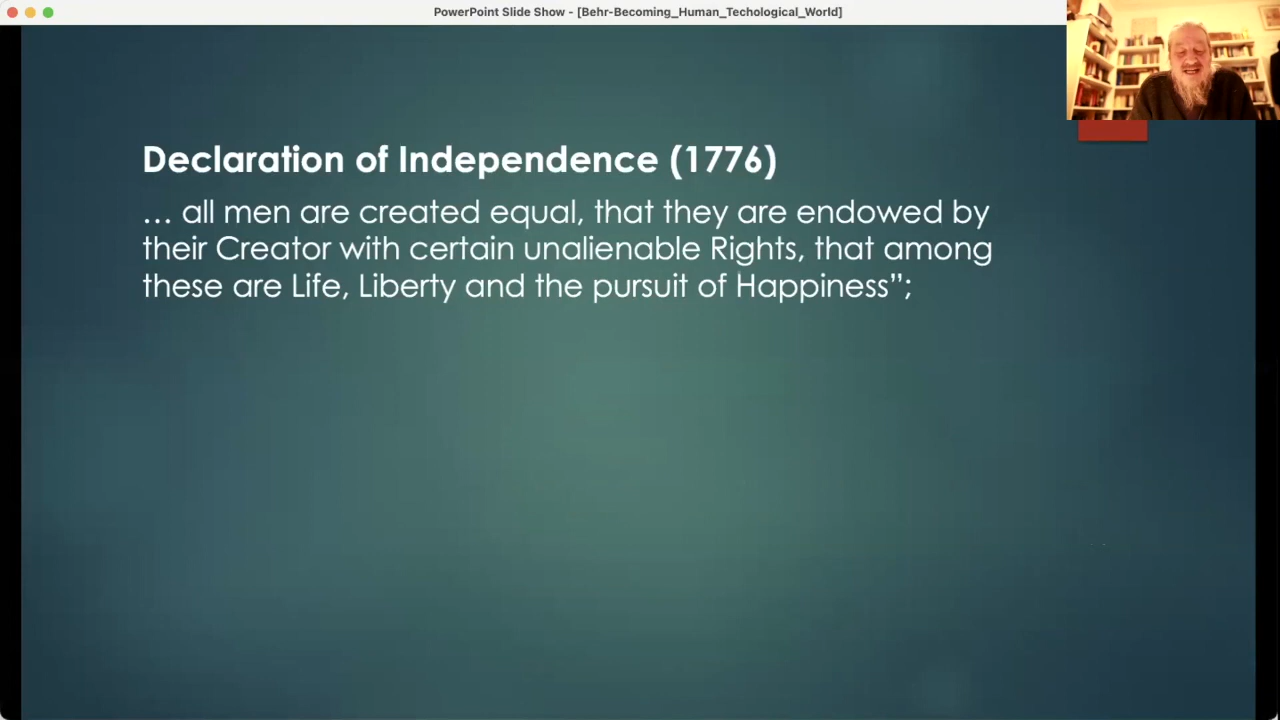 PowerPoint Slide Show - [Behr-Becoming_Human_Techological_World]
Declaration of Independence (1776)
… all men are created equal, that they are endowed by
their Creator with certain unalienable Rights, that among
these are Life, Liberty and the pursuit of Happiness”;